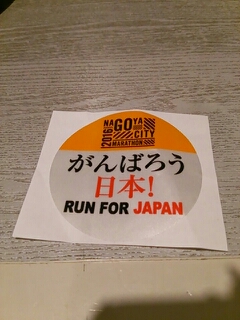 2016 NAGOYA
CITY
MARATHON
がんばろう
日本!
RUN FOR JAPAN